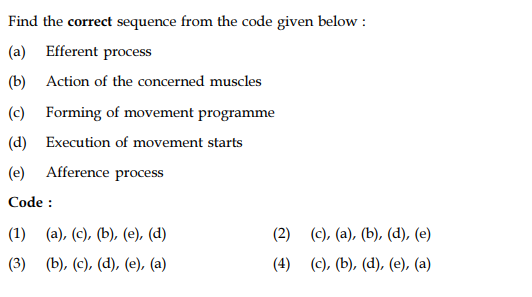 Find the correct sequence from the code given below :
(a) Efferent process
(b) Action of the concerned muscles
(c) Forming of movement programme
(d) Execution of movement starts
(e) Afference process
Code :
(1) (a), (c), (b), (e), (d) (2) (c), (a), (b), (d), (e)
(3) (b), (c), (d), (e), (a) (4) (c), (b), (d), (e), (a)